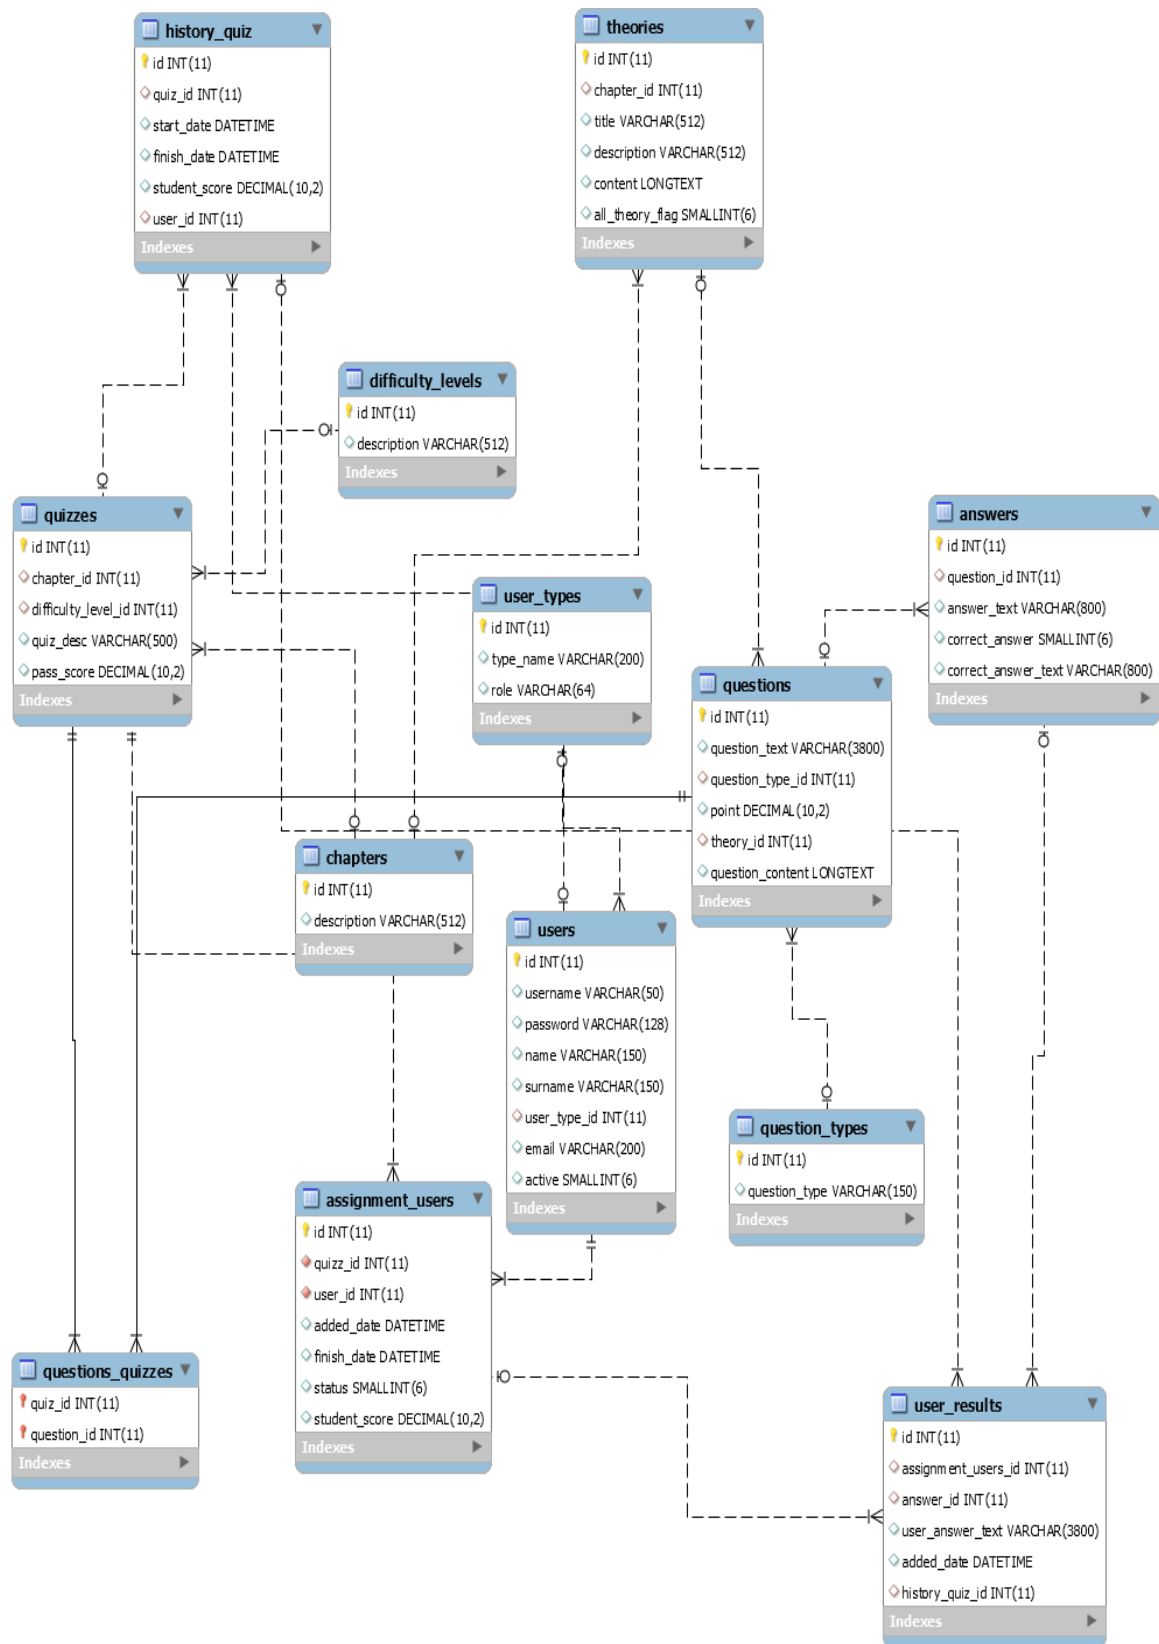 history_quiz
id INT(11)
quiz_id INT(11)
start_date DATETIME
finish_date DATETIME
student_score DECIMAL(10,2)
user_id INT(11)
Indexes
theories
id INT(11)
chapter_id INT(11)
title VARCHAR(512)
description VARCHAR(512)
content LONGTEXT
all_theory_flag SMALLINT(6)
Indexes
difficulty_levels
id INT(11)
description VARCHAR(512)
Indexes
quizzes
id INT(11)
chapter_id INT(11)
difficulty_level_id INT(11)
quiz_desc VARCHAR(500)
pass_score DECIMAL(10,2)
Indexes
user_types
id INT(11)
type_name VARCHAR(200)
role VARCHAR(64)
Indexes
answers
id INT(11)
question_id INT(11)
answer_text VARCHAR(800)
correct_answer SMALLINT(6)
correct_answer_text VARCHAR(800)
Indexes
questions
id INT(11)
question_text VARCHAR(3800)
question_type_id INT(11)
point DECIMAL(10,2)
theory_id INT(11)
question_content LONGTEXT
Indexes
chapters
id INT(11)
description VARCHAR(512)
Indexes
users
id INT(11)
username VARCHAR(50)
password VARCHAR(128)
name VARCHAR(150)
surname VARCHAR(150)
user_type_id INT(11)
email VARCHAR(200)
active SMALLINT(6)
Indexes
question_types
id INT(11)
question_type VARCHAR(150)
Indexes
assignment_users
id INT(11)
quizz_id INT(11)
user_id INT(11)
added_date DATETIME
finish_date DATETIME
status SMALLINT(6)
student_score DECIMAL(10,2)
Indexes
questions_quizzes
quiz_id INT(11)
question_id INT(11)
Indexes
user_results
id INT(11)
assignment_users_id INT(11)
answer_id INT(11)
user_answer_text VARCHAR(3800)
added_date DATETIME
history_quiz_id INT(11)
Indexes